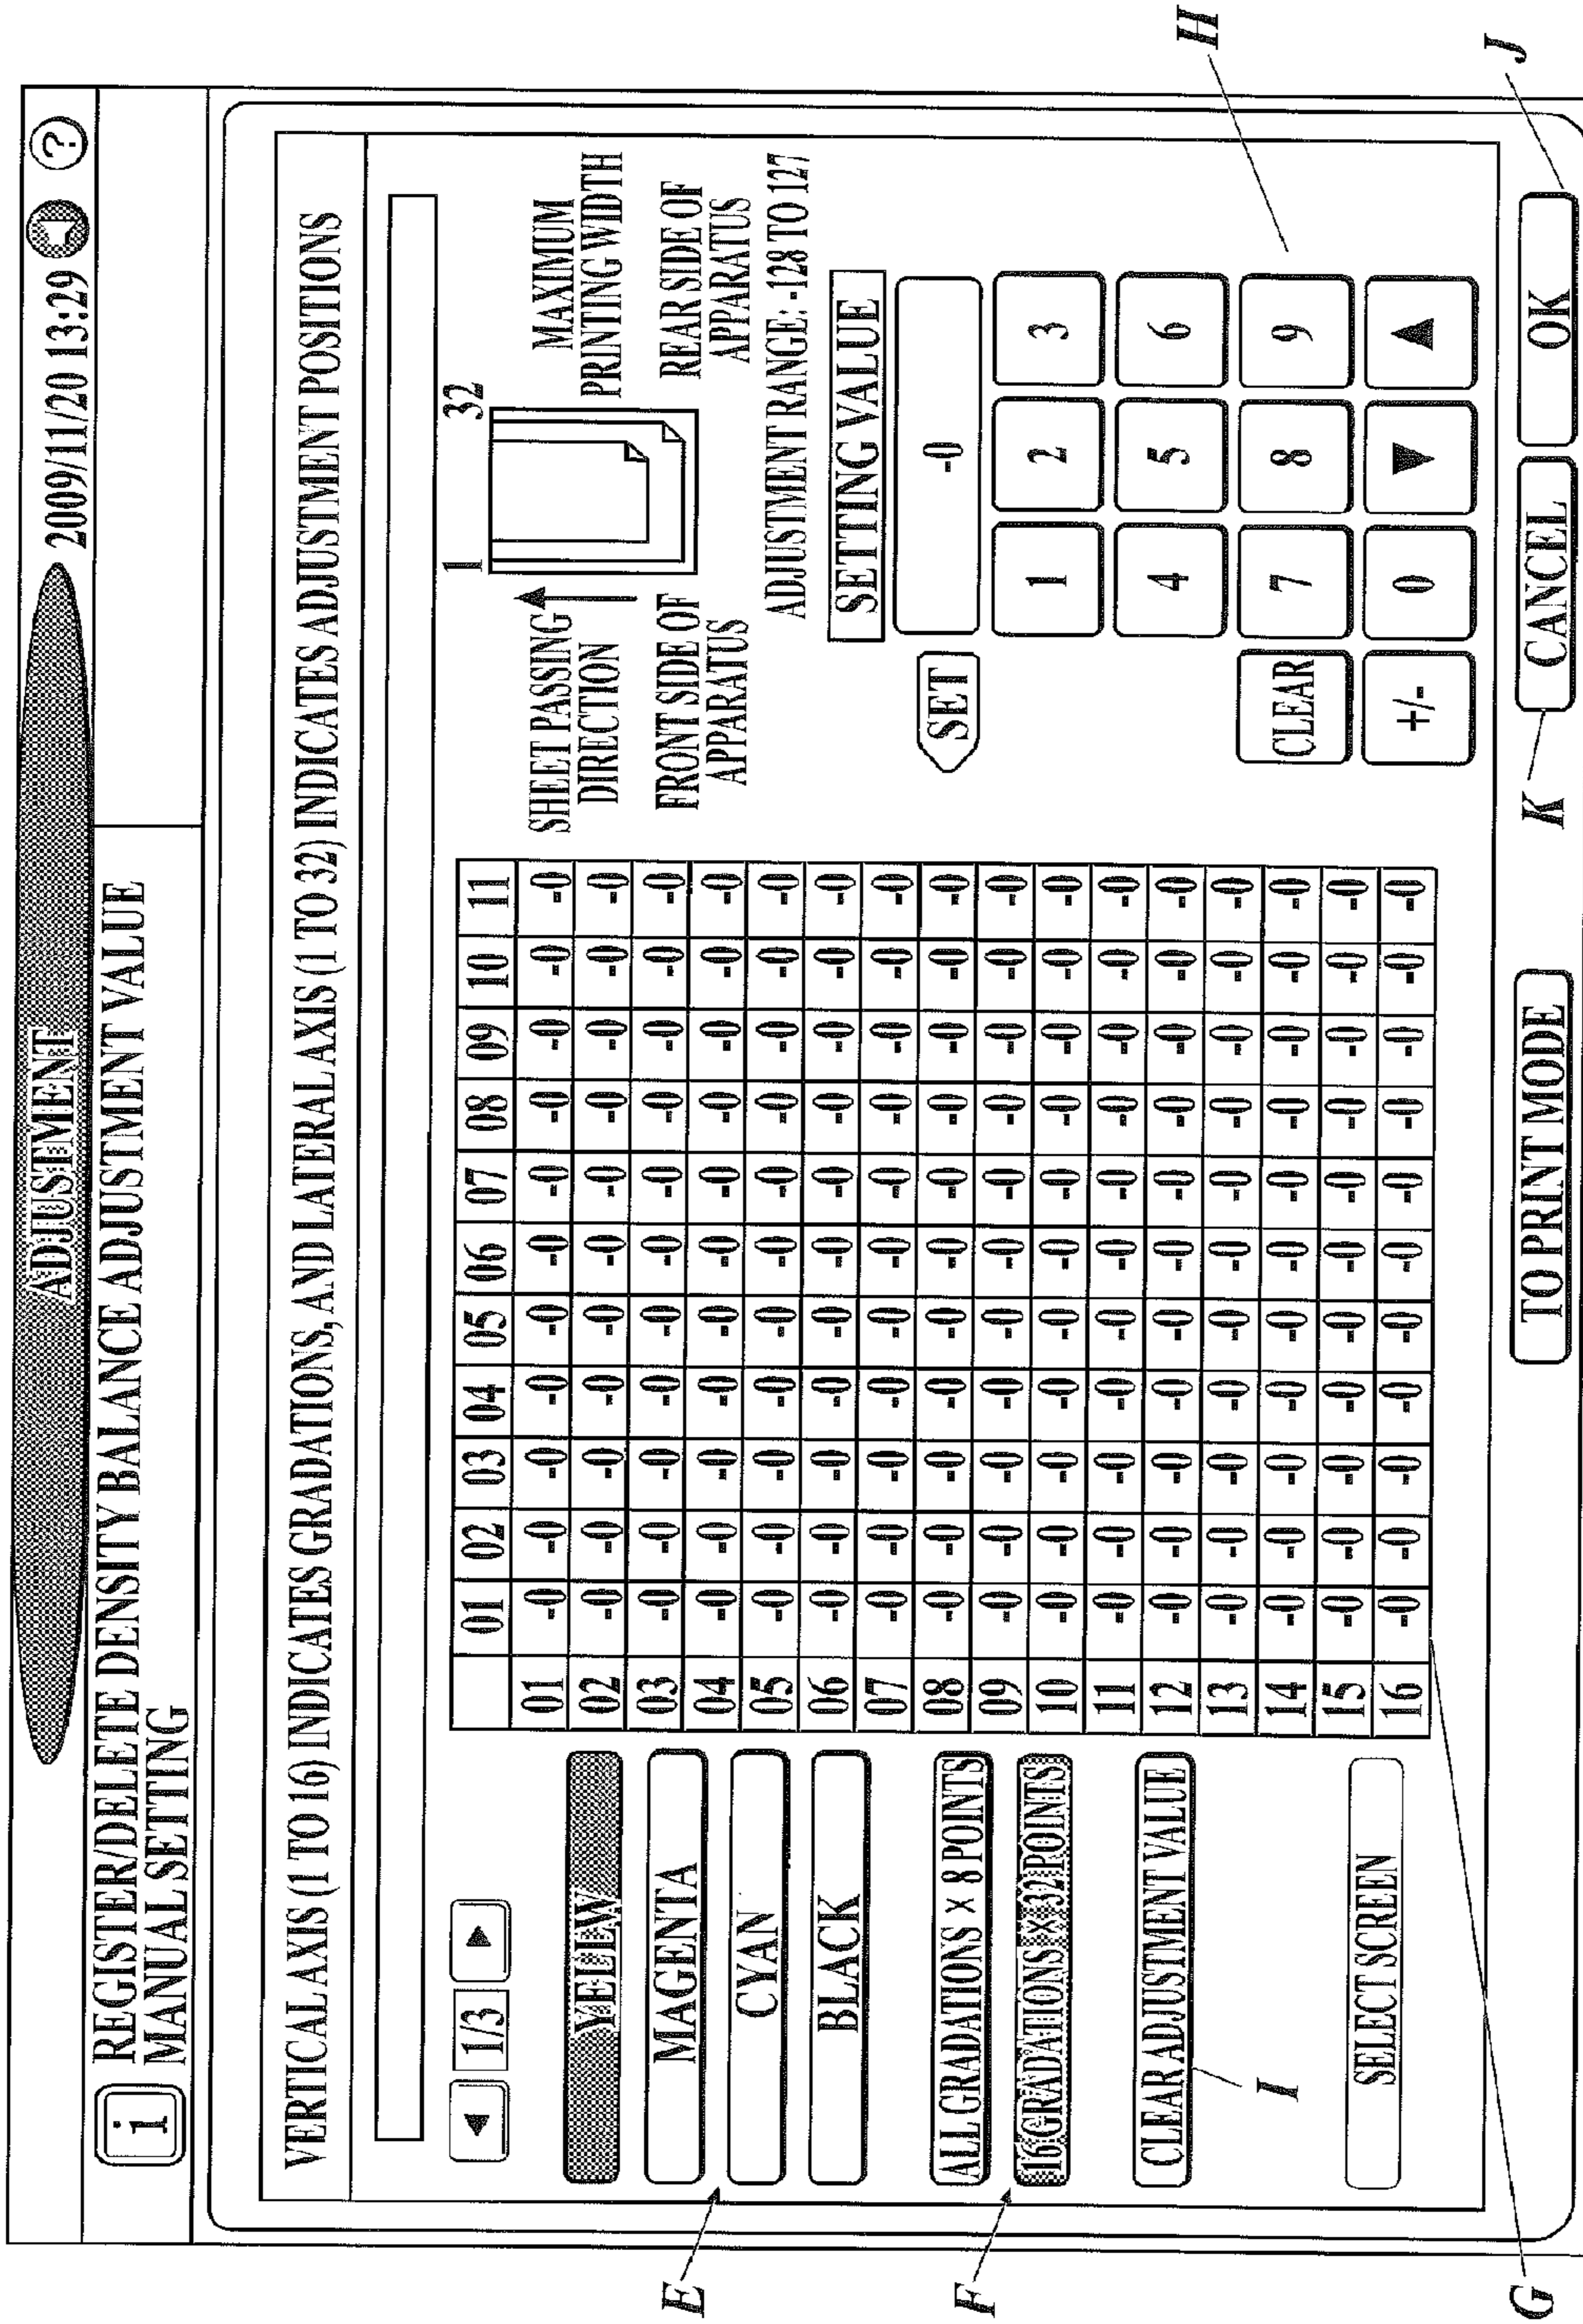 ADJUSTMENT
2009/11/20 13:29
?
i
REGISTER/DELETE DENSITY BALANCE ADJUSTMENT VALUE
MANUAL SETTING
VERTICAL AXIS (1 TO 16) INDICATES GRADATIONS, AND LATERAL AXIS (1 TO 32) INDICATES ADJUSTMENT POSITIONS
◀ 1/3 ▶
YELLW
MAGENTA
CYAN
BLACK
ALL GRADATIONS × 8 POINTS
16 GRADATIONS × 32 POINTS
CLEAR ADJUSTMENT VALUE
SELECT SCREEN
01 02 03 04 05 06 07 08 09 10 11
01 -0 -0 -0 -0 -0 -0 -0 -0 -0 -0 -0
02 -0 -0 -0 -0 -0 -0 -0 -0 -0 -0 -0
03 -0 -0 -0 -0 -0 -0 -0 -0 -0 -0 -0
04 -0 -0 -0 -0 -0 -0 -0 -0 -0 -0 -0
05 -0 -0 -0 -0 -0 -0 -0 -0 -0 -0 -0
06 -0 -0 -0 -0 -0 -0 -0 -0 -0 -0 -0
07 -0 -0 -0 -0 -0 -0 -0 -0 -0 -0 -0
08 -0 -0 -0 -0 -0 -0 -0 -0 -0 -0 -0
09 -0 -0 -0 -0 -0 -0 -0 -0 -0 -0 -0
10 -0 -0 -0 -0 -0 -0 -0 -0 -0 -0 -0
11 -0 -0 -0 -0 -0 -0 -0 -0 -0 -0 -0
12 -0 -0 -0 -0 -0 -0 -0 -0 -0 -0 -0
13 -0 -0 -0 -0 -0 -0 -0 -0 -0 -0 -0
14 -0 -0 -0 -0 -0 -0 -0 -0 -0 -0 -0
15 -0 -0 -0 -0 -0 -0 -0 -0 -0 -0 -0
16 -0 -0 -0 -0 -0 -0 -0 -0 -0 -0 -0
1 32
SHEET PASSING
DIRECTION
MAXIMUM
PRINTING WIDTH
FRONT SIDE OF
APPARATUS
REAR SIDE OF
APPARATUS
ADJUSTMENT RANGE: -128 TO 127
SETTING VALUE
SET
-0
1 2 3
4 5 6
CLEAR 7 8 9
+/- 0 ▼ ▲
TO PRINT MODE
CANCEL
OK
E
F
G
H
I
J
K